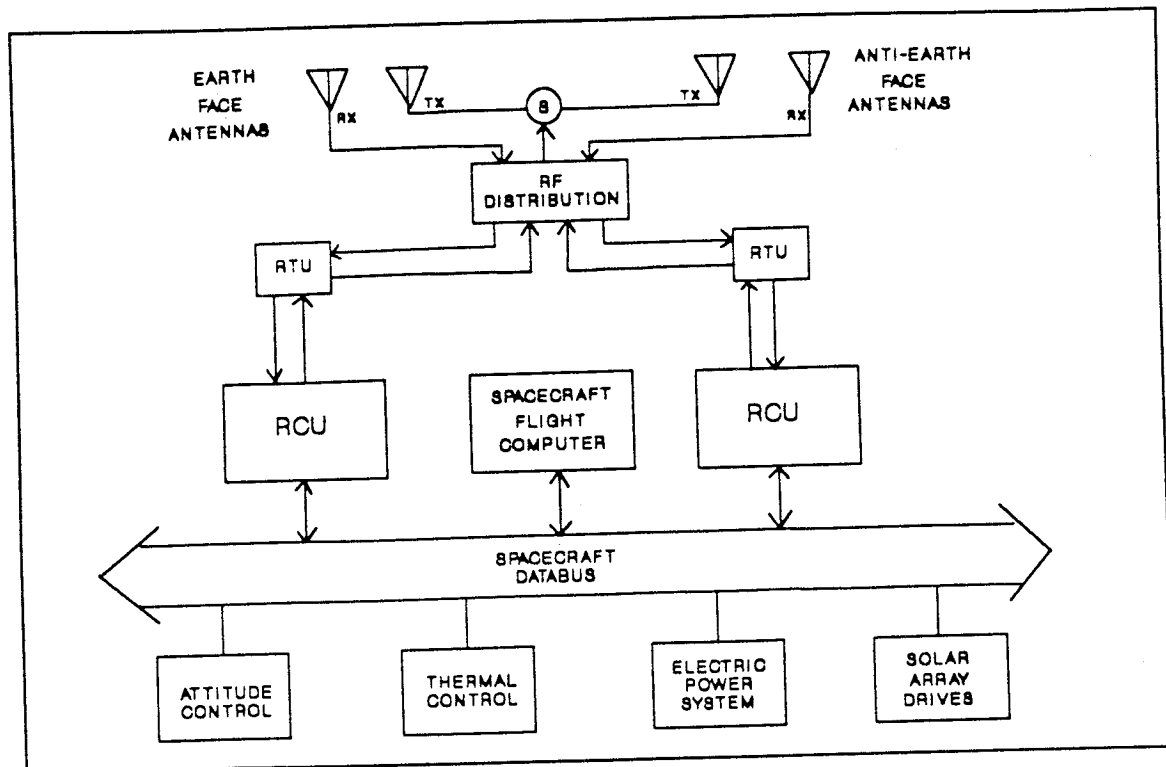 EARTH
FACE
ANTENNAS
RX
TX
S
TX
RX
ANTI-EARTH
FACE
ANTENNAS
RF
DISTRIBUTION
RTU
RTU
RCU
SPACECRAFT
FLIGHT
COMPUTER
RCU
SPACECRAFT
DATABUS
ATTITUDE
CONTROL
THERMAL
CONTROL
ELECTRIC
POWER
SYSTEM
SOLAR
ARRAY
DRIVES